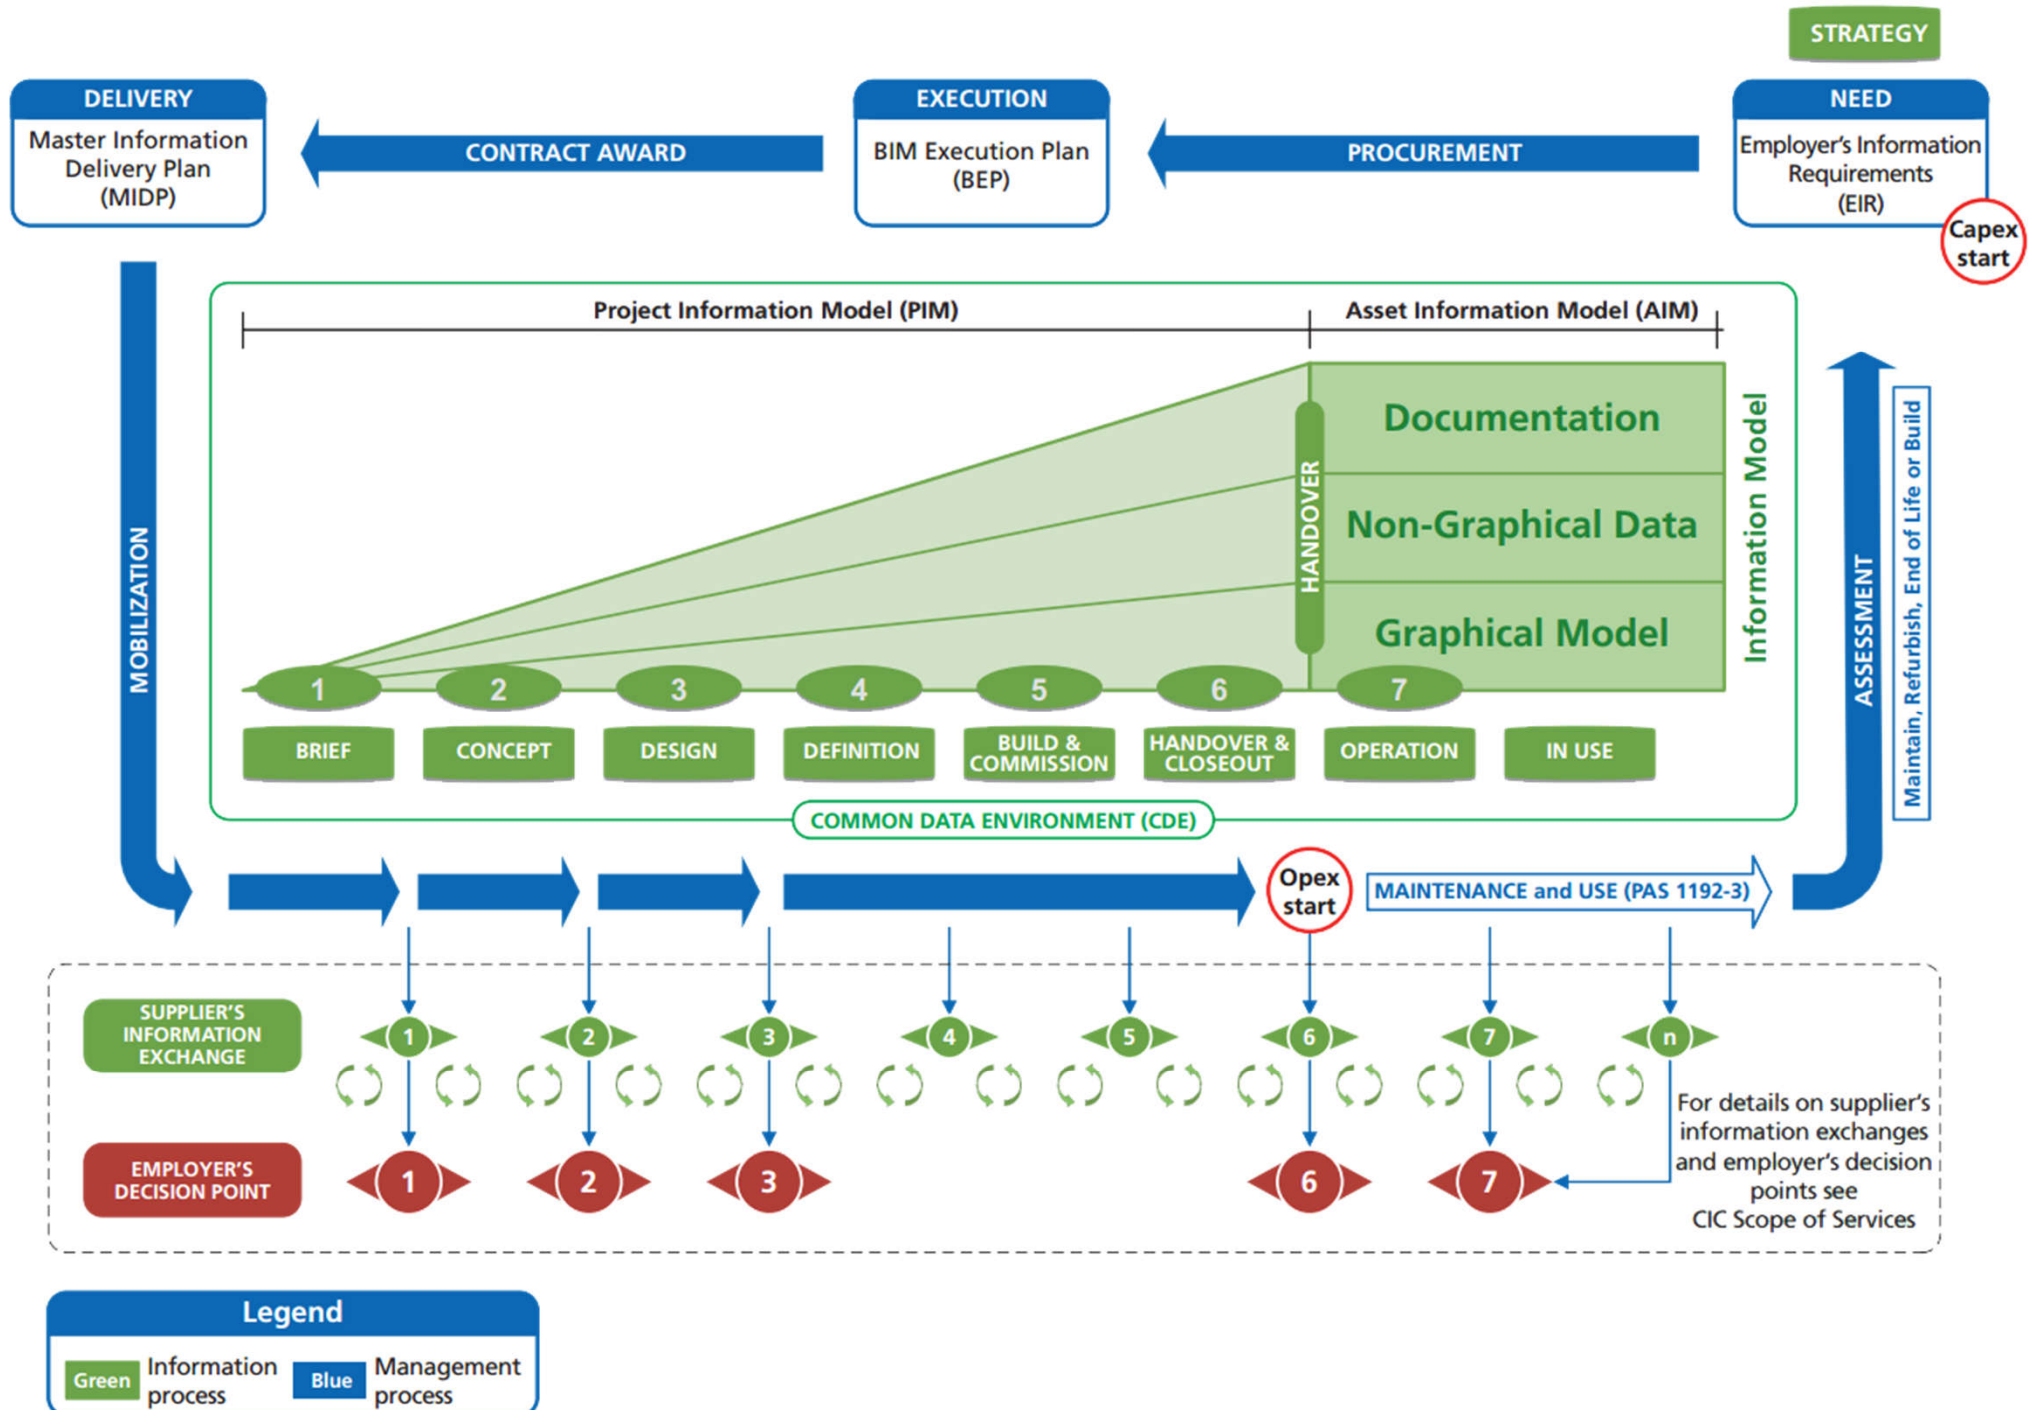 STRATEGY
DELIVERY
Master Information
Delivery Plan
(MIDP)
CONTRACT AWARD
EXECUTION
BIM Execution Plan
(BEP)
PROCUREMENT
NEED
Employer's Information
Requirements
(EIR)
Capex
start
MOBILIZATION
Project Information Model (PIM)
Asset Information Model (AIM)
HANDOVER
Documentation
Non-Graphical Data
Graphical Model
Information Model
ASSESSMENT
Maintain, Refurbish, End of Life or Build
1
2
3
4
5
6
7
BRIEF
CONCEPT
DESIGN
DEFINITION
BUILD &
COMMISSION
HANDOVER &
CLOSEOUT
OPERATION
IN USE
COMMON DATA ENVIRONMENT (CDE)
Opex
start
MAINTENANCE and USE (PAS 1192-3)
SUPPLIER'S
INFORMATION
EXCHANGE
1
2
3
4
5
6
7
n
EMPLOYER'S
DECISION POINT
1
2
3
6
7
For details on supplier's
information exchanges
and employer's decision
points see
CIC Scope of Services
Legend
Green
Information
process
Blue
Management
process